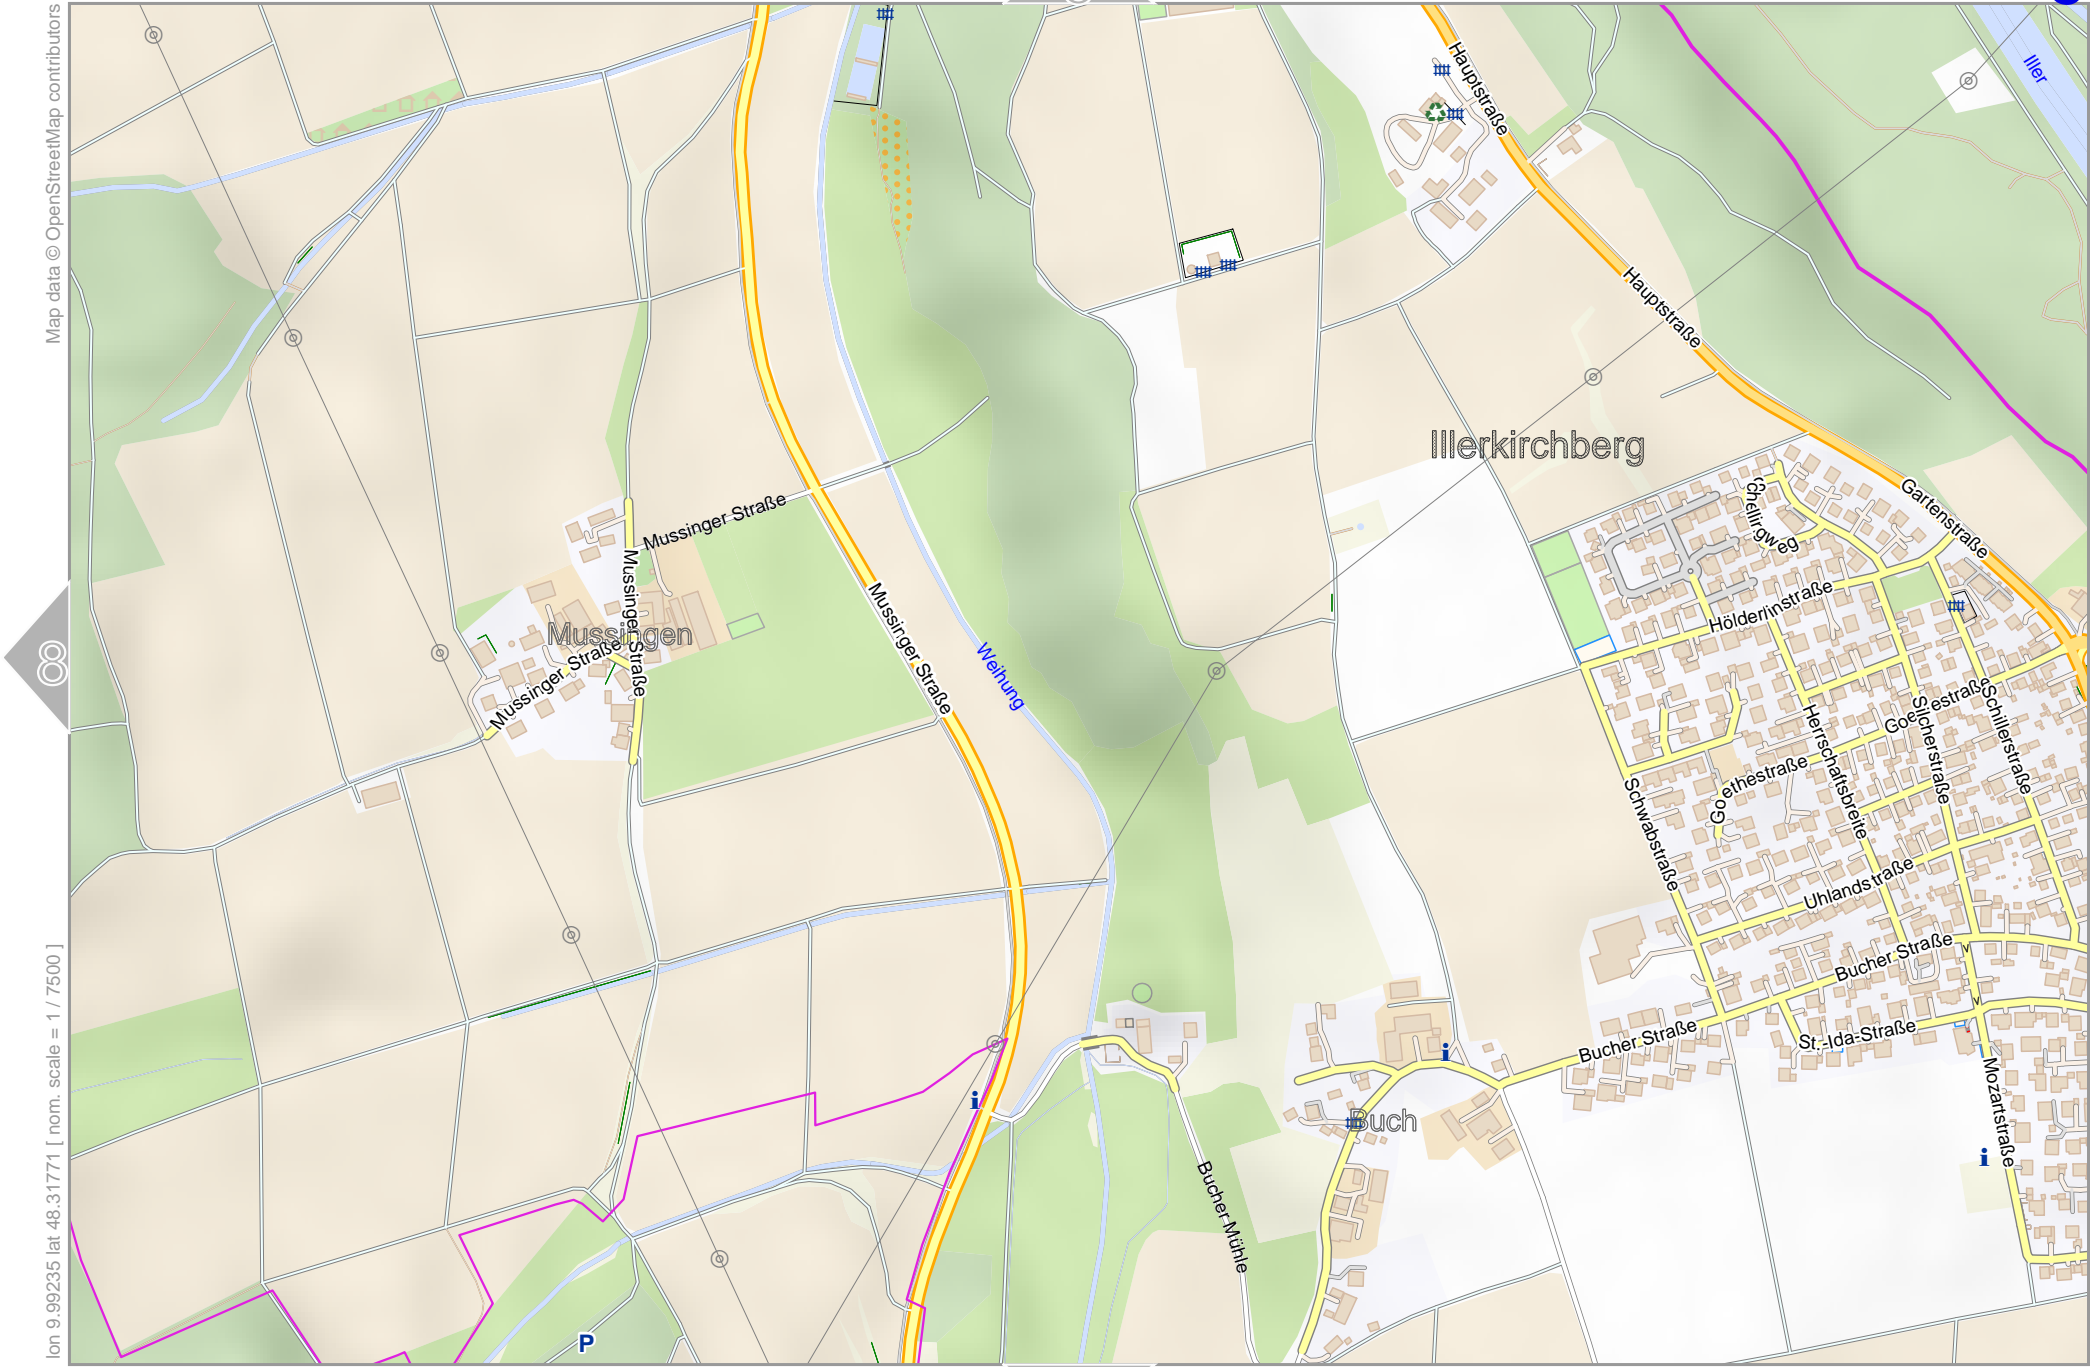 Map data © OpenStreetMap contributors
lon 9.99235 lat 48.31771 [ nom. scale = 1 / 7500 ]
8
Iller
Hauptstraße
Hauptstraße
Illerkirchberg
Gartenstraße
Schellingweg
Hölderlinstraße
Mussinger Straße
Mussinger Straße
Mussingen
Mussinger Straße
Mussinger Straße
Weihung
Goethestraße
Schillerstraße
Silcherstraße
Herrschaftsbreite
Goethestraße
Schwabstraße
Uhlandstraße
Bucher Straße
Bucher Straße
St.-Ida-Straße
Mozartstraße
Buch
Bucher Mühle
i
i
i
P